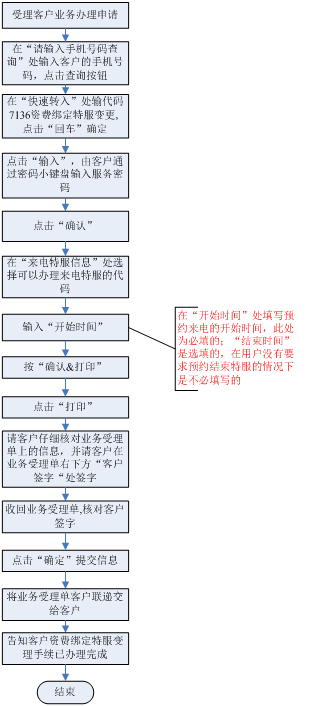 受理客户业务办理申请
在“请输入手机号码查
询”处输入客户的手机号
码，点击查询按钮
在“快速转入”处输代码
7136资费绑定特服变更,
点击“回车”确定
点击“输入”，由客户通
过密码小键盘输入服务密
码
点击“确认”
在“来电特服信息”处选
择可以办理来电特服的代
码
输入“开始时间”
在“开始时间”处填写预
约来电的开始时间，此处
为必填的；“结束时间”
是选填的，在用户没有要
求预约结束特服的情况下
是不必填写的
按“确认&打印”
点击“打印”
请客户仔细核对业务受理
单上的信息，并请客户在
业务受理单右下方“客户
签字“处签字
收回业务受理单,核对客户
签字
点击“确定”提交信息
将业务受理单客户联递交
给客户
告知客户资费绑定特服变
理手续已办理完成
结束